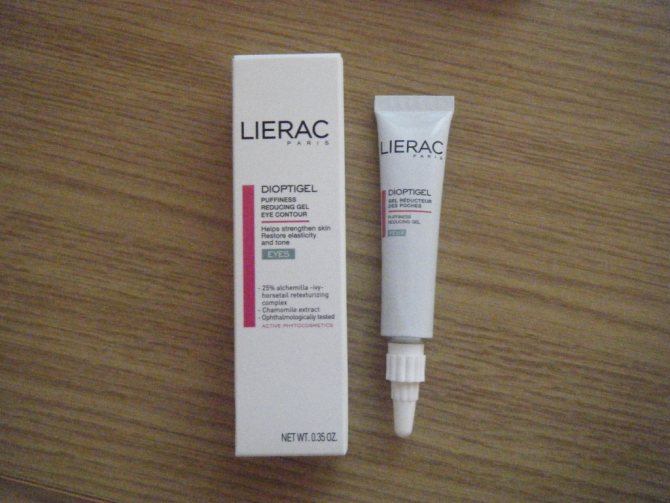 LIERAC
PARIS
DIOPTIGEL
PUFFINESS
REDUCING GEL
EYE CONTOUR
Helps strengthen skin
Restore elasticity
and tone
EYES
- 25% alchemilla -ivy-
horsetail retexturizing
complex
- Chamomile extract
- Ophthalmologically tested
ACTIVE PHYTOCOSMETICS
NET WT. 0.35 OZ.
LIERAC
PARIS
DIOPTIGEL
GEL RÉDUCTEUR
DES POCHES
PUFFINESS
REDUCING GEL
YEUX